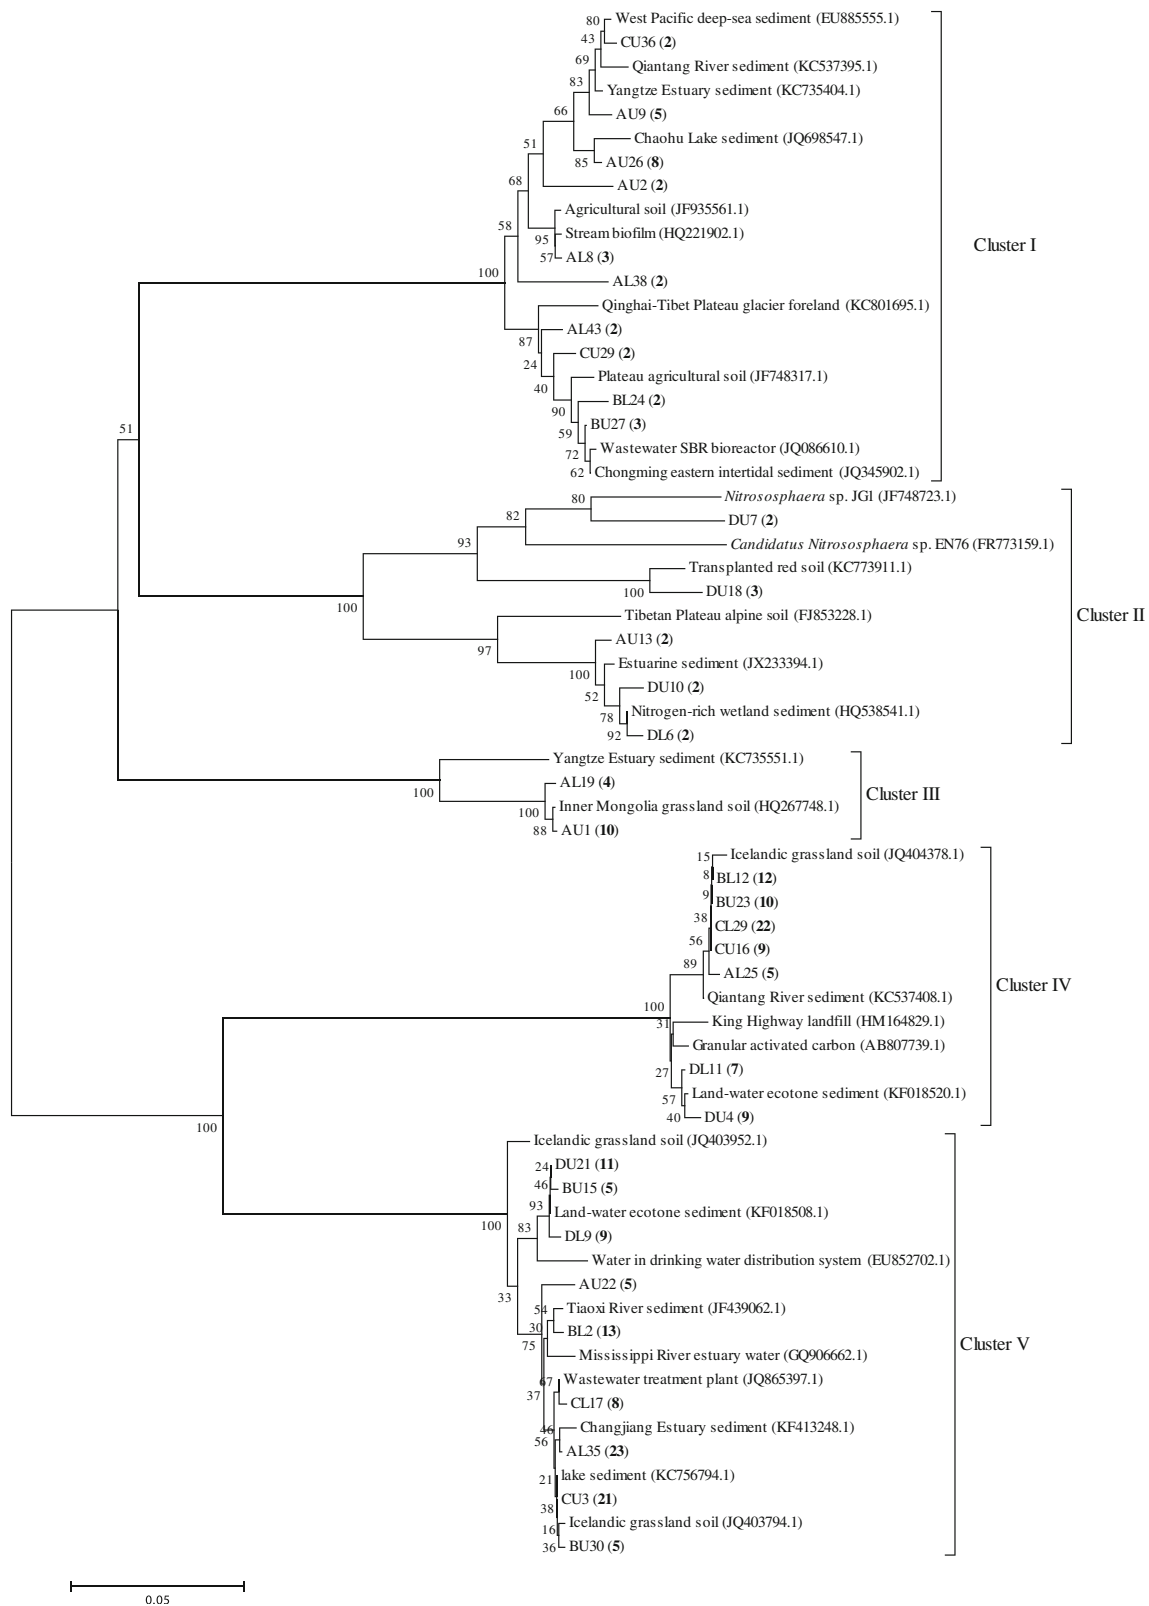 80 West Pacific deep-sea sediment (EU885555.1)
43 CU36 (2)
69 Qiantang River sediment (KC537395.1)
83 Yangtze Estuary sediment (KC735404.1)
66 AU9 (5)
51 Chaohu Lake sediment (JQ698547.1)
85 AU26 (8)
68 AU2 (2)
Agricultural soil (JF935561.1)
58 95 Stream biofilm (HQ221902.1)
Cluster I
57 AL8 (3)
100 AL38 (2)
Qinghai-Tibet Plateau glacier foreland (KC801695.1)
87 AL43 (2)
24 CU29 (2)
40 Plateau agricultural soil (JF748317.1)
90 BL24 (2)
59 BU27 (3)
51 72 Wastewater SBR bioreactor (JQ086610.1)
62 Chongming eastern intertidal sediment (JQ345902.1)
80 Nitrososphaera sp. JG1 (JF748723.1)
82 DU7 (2)
93 Candidatus Nitrososphaera sp. EN76 (FR773159.1)
Transplanted red soil (KC773911.1)
100 DU18 (3)
100 Tibetan Plateau alpine soil (FJ853228.1)
Cluster II
97 AU13 (2)
100 Estuarine sediment (JX233394.1)
52 DU10 (2)
78 Nitrogen-rich wetland sediment (HQ538541.1)
92 DL6 (2)
Yangtze Estuary sediment (KC735551.1)
100 AL19 (4)
Cluster III
100 Inner Mongolia grassland soil (HQ267748.1)
88 AU1 (10)
15 Icelandic grassland soil (JQ404378.1)
8 BL12 (12)
9 BU23 (10)
38 CL29 (22)
56 CU16 (9)
89 AL25 (5)
Cluster IV
100 Qiantang River sediment (KC537408.1)
31 King Highway landfill (HM164829.1)
Granular activated carbon (AB807739.1)
27 DL11 (7)
57 Land-water ecotone sediment (KF018520.1)
40 DU4 (9)
100
Icelandic grassland soil (JQ403952.1)
24 DU21 (11)
46 BU15 (5)
93 Land-water ecotone sediment (KF018508.1)
100 83 DL9 (9)
Water in drinking water distribution system (EU852702.1)
33 AU22 (5)
54 Tiaoxi River sediment (JF439062.1)
30 BL2 (13)
75 Mississippi River estuary water (GQ906662.1)
Cluster V
67 Wastewater treatment plant (JQ865397.1)
37 CL17 (8)
46 Changjiang Estuary sediment (KF413248.1)
56 AL35 (23)
21 lake sediment (KC756794.1)
CU3 (21)
38 Icelandic grassland soil (JQ403794.1)
16
36 BU30 (5)
0.05